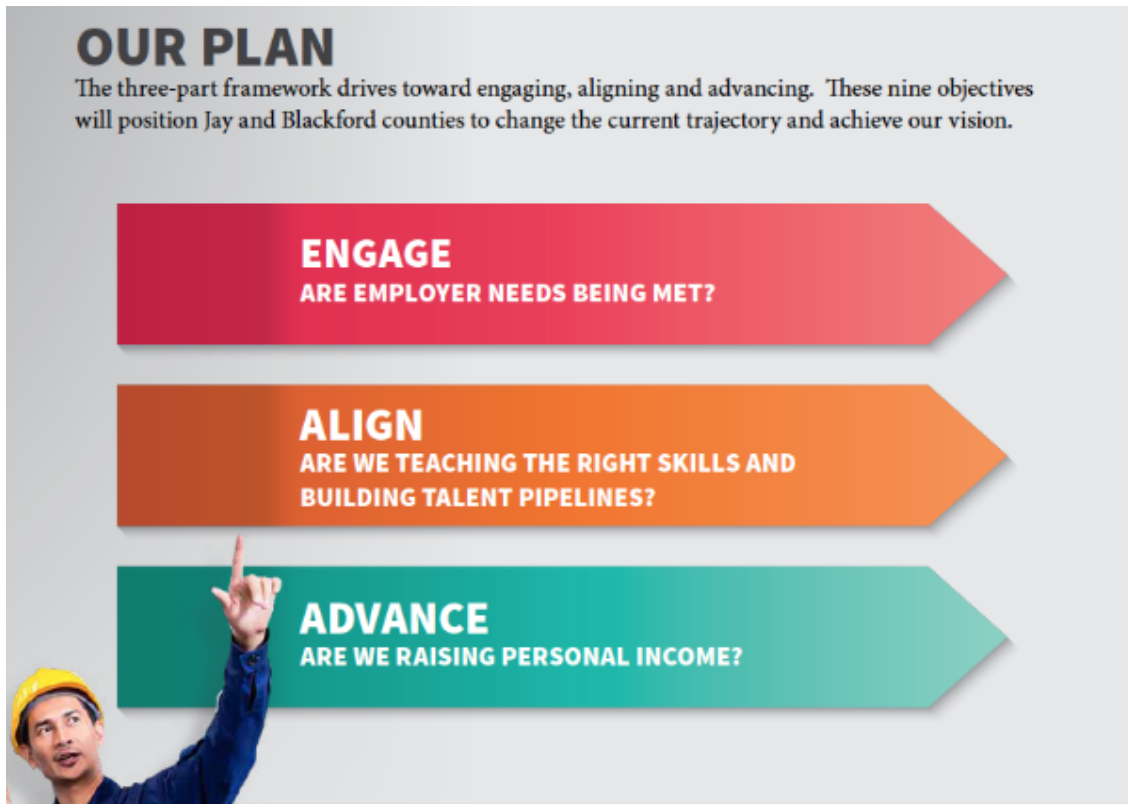 OUR PLAN
The three-part framework drives toward engaging, aligning and advancing.  These nine objectives
will position Jay and Blackford counties to change the current trajectory and achieve our vision.
ENGAGE
ARE EMPLOYER NEEDS BEING MET?
ALIGN
ARE WE TEACHING THE RIGHT SKILLS AND
BUILDING TALENT PIPELINES?
ADVANCE
ARE WE RAISING PERSONAL INCOME?